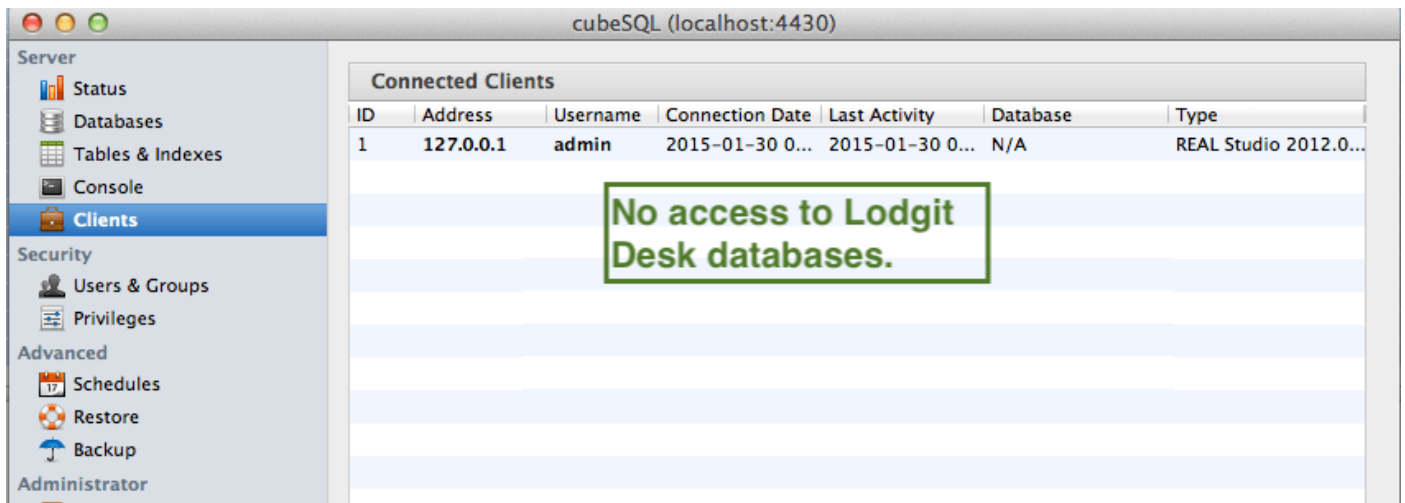 cubeSQL (localhost:4430)
Server
Status
Databases
Tables & Indexes
Console
Clients
Security
Users & Groups
Privileges
Advanced
17
Schedules
Restore
Backup
Administrator
Connected Clients
ID Address Username Connection Date Last Activity Database Type
1 127.0.0.1 admin 2015-01-30 0... 2015-01-30 0... N/A REAL Studio 2012.0...
No access to Lodgit
Desk databases.